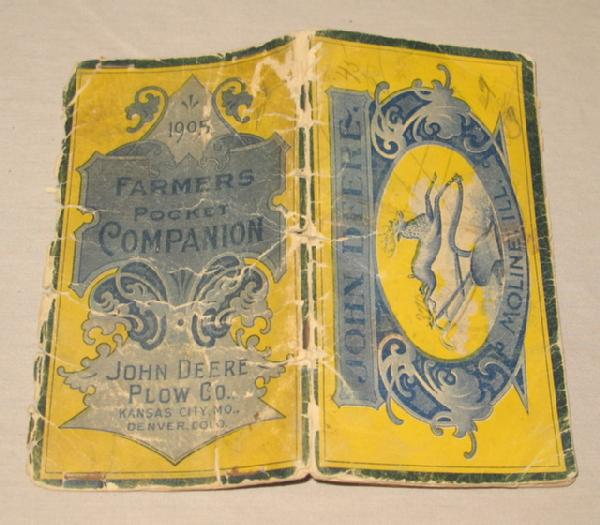 1905
FARMERS
POCKET
COMPANION
JOHN DEERE
PLOW CO.
KANSAS CITY, MO.,
DENVER, COLO.
JOHN DEERE.
MOLINE, ILL.